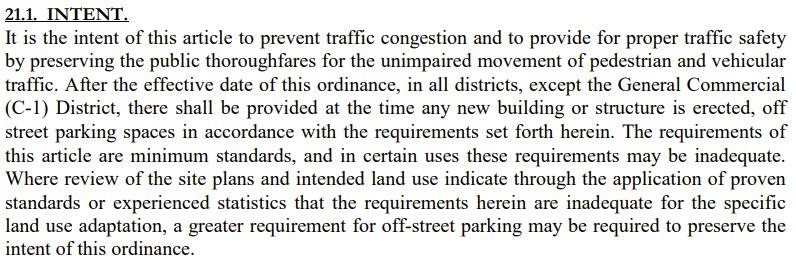 21.1. INTENT.
It is the intent of this article to prevent traffic congestion and to provide for proper traffic safety
by preserving the public thoroughfares for the unimpaired movement of pedestrian and vehicular
traffic. After the effective date of this ordinance, in all districts, except the General Commercial
(C-1) District, there shall be provided at the time any new building or structure is erected, off
street parking spaces in accordance with the requirements set forth herein. The requirements of
this article are minimum standards, and in certain uses these requirements may be inadequate.
Where review of the site plans and intended land use indicate through the application of proven
standards or experienced statistics that the requirements herein are inadequate for the specific
land use adaptation, a greater requirement for off-street parking may be required to preserve the
intent of this ordinance.